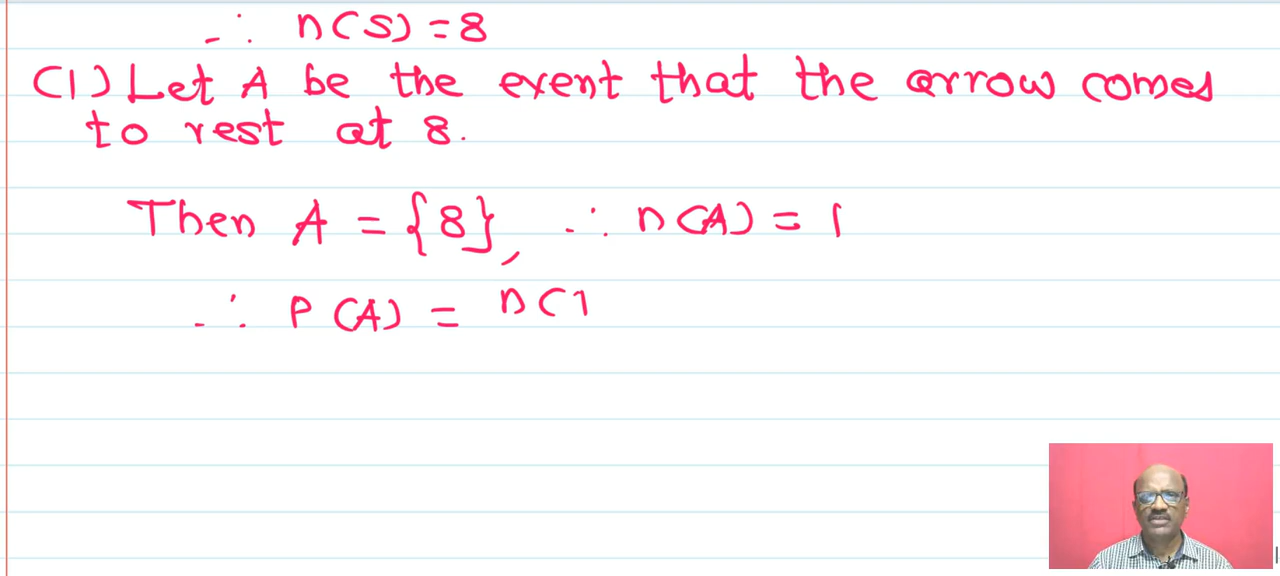 ∴ n(S) = 8
(1) Let A be the event that the arrow comes
to rest at 8.
Then A = {8}, ∴ n(A) = 1
∴ P(A) = n(